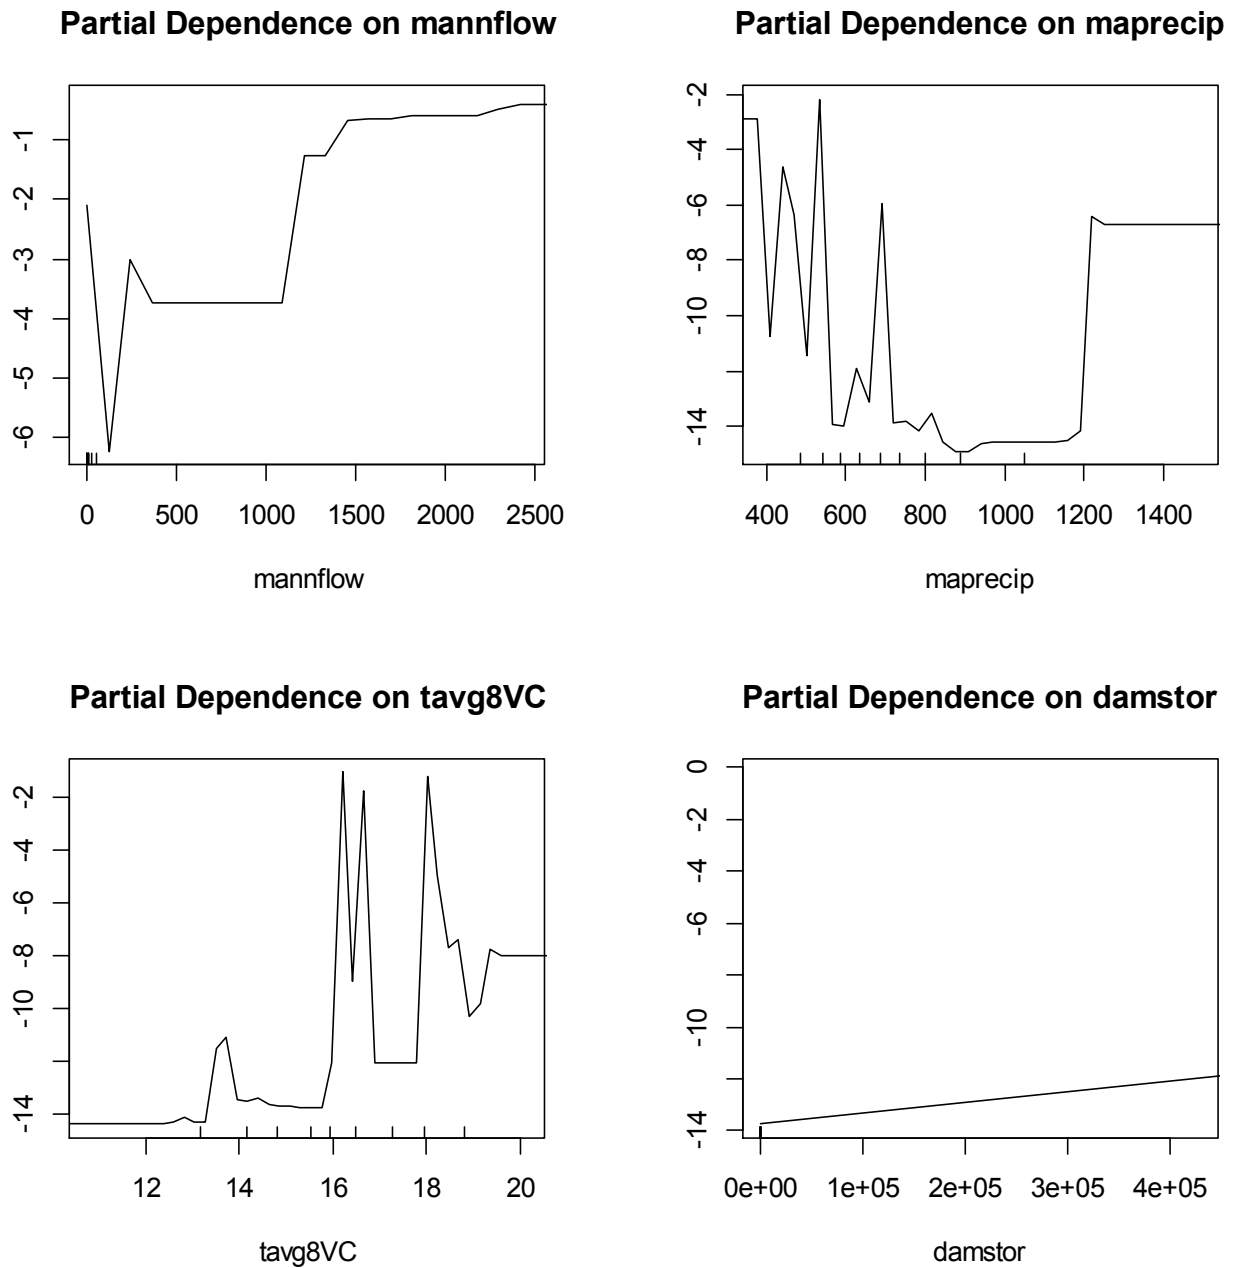 Partial Dependence on mannflow
-1
-2
-3
-4
-5
-6
0 500 1000 1500 2000 2500
mannflow
Partial Dependence on maprecip
-2
-4
-6
-8
-10
-14
400 600 800 1000 1200 1400
maprecip
Partial Dependence on tavg8VC
-2
-4
-6
-8
-10
-14
12 14 16 18 20
tavg8VC
Partial Dependence on damstor
0
-2
-4
-6
-10
-14
0e+00 1e+05 2e+05 3e+05 4e+05
damstor